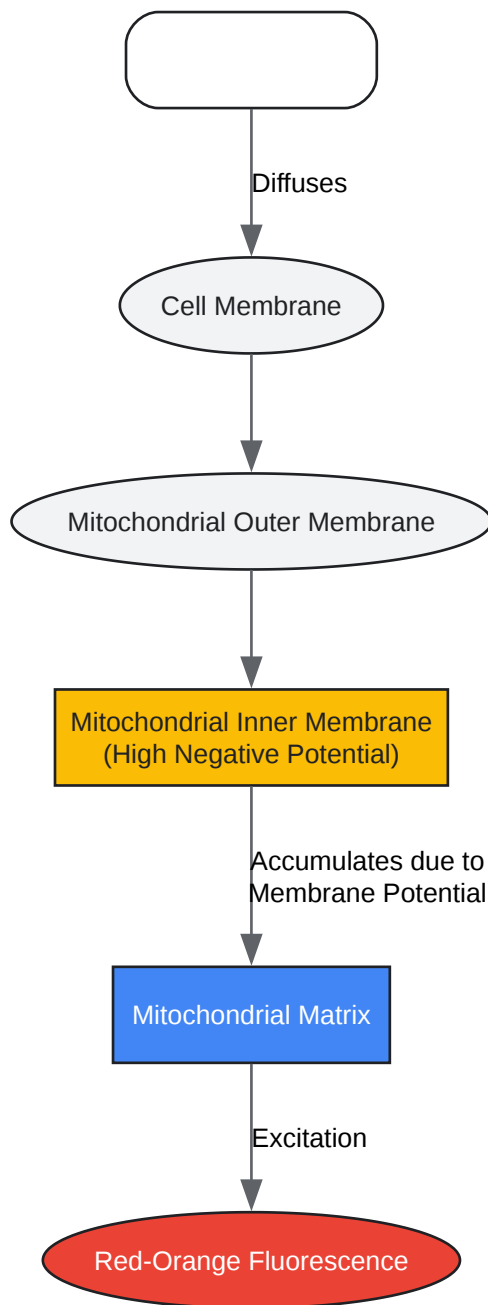 Diffuses
Cell Membrane
Mitochondrial Outer Membrane
Mitochondrial Inner Membrane
(High Negative Potential)
Accumulates due to
Membrane Potential
Mitochondrial Matrix
Excitation
Red-Orange Fluorescence